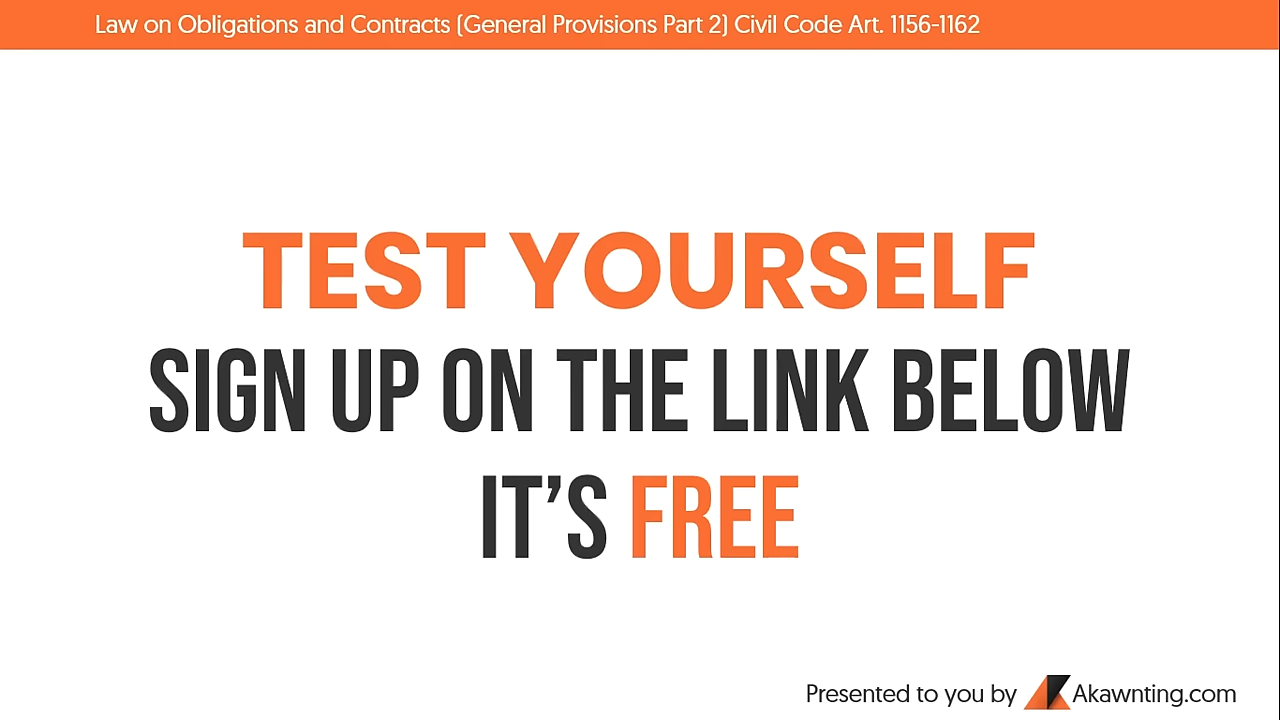 Law on Obligations and Contracts (General Provisions Part 2) Civil Code Art. 1156-1162
TEST YOURSELF
SIGN UP ON THE LINK BELOW
IT’S FREE
Presented to you by Akawnting.com